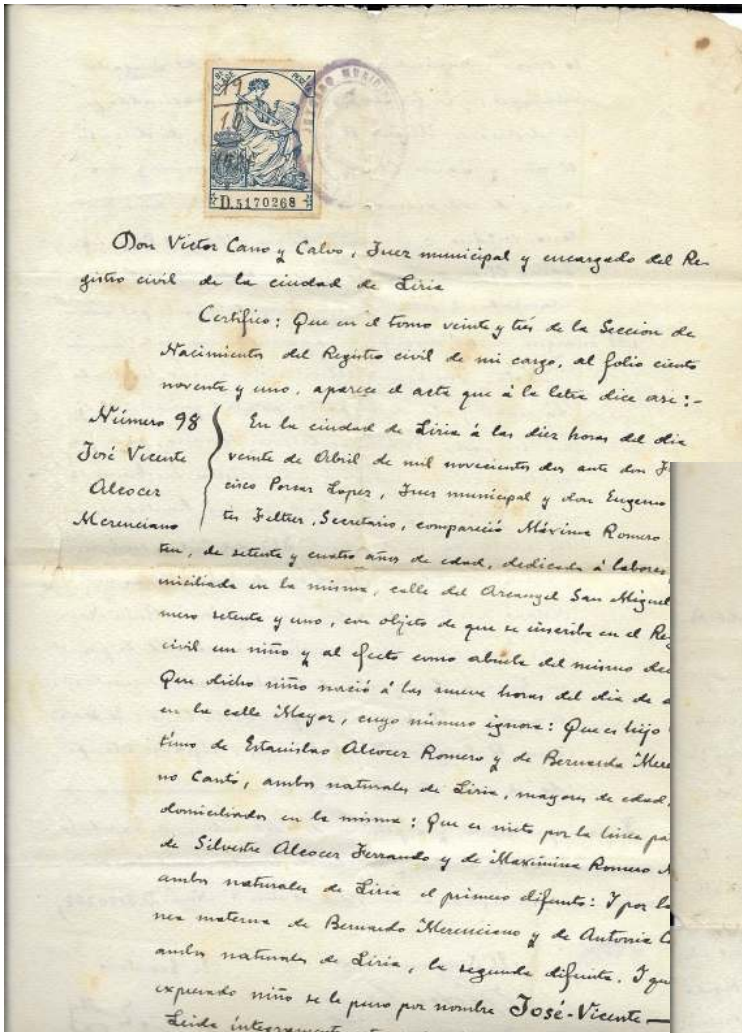 D.5170268
Don Victor Cano y Calvo, Juez municipal y encargado del Re-
gistro civil de la ciudad de Liria
Certifico: Que en el tomo veinte y tres de la Seccion de
Nacimientos del Registro civil de mi cargo, al folio ciento
noventa y uno, aparece el acta que á la letra dice asi:-
Número 98
José Vicente
Alcocer
Merenciano
En la ciudad de Liria á las diez horas del dia
veinte de Abril de mil novecientos dos ante don
cisco Porcar Lopez, Juez municipal y don Eugenio
tes Feltrer, Secretario, compareció Máxima Romero
de setenta y cuatro años de edad, dedicada á labores,
miciliada en la misma, calle del Arcangel San Miguel
mero setenta y uno, con objeto de que se inscriba en el Re
civil un niño y al efecto como abuela del mismo
Que dicho niño nació á las nueve horas del dia de
en la calle Mayor, cuyo número ignora: Que es hijo
timo de Estanislao Alcocer Romero y de Bernarda Mere
no Cantó, ambos naturales de Liria, mayores de edad,
domiciliados en la misma: Que es nieto por la linea pa
de Silvestre Alcocer Ferrando y de Maximina Romero
ambos naturales de Liria el primero difunto: Y por la
nea materna de Bernardo Merenciano y de Antonia
ambos naturales de Liria, la segunda difunta. Y que
expresado niño se le puso por nombre José-Vicente—
Leida integramente